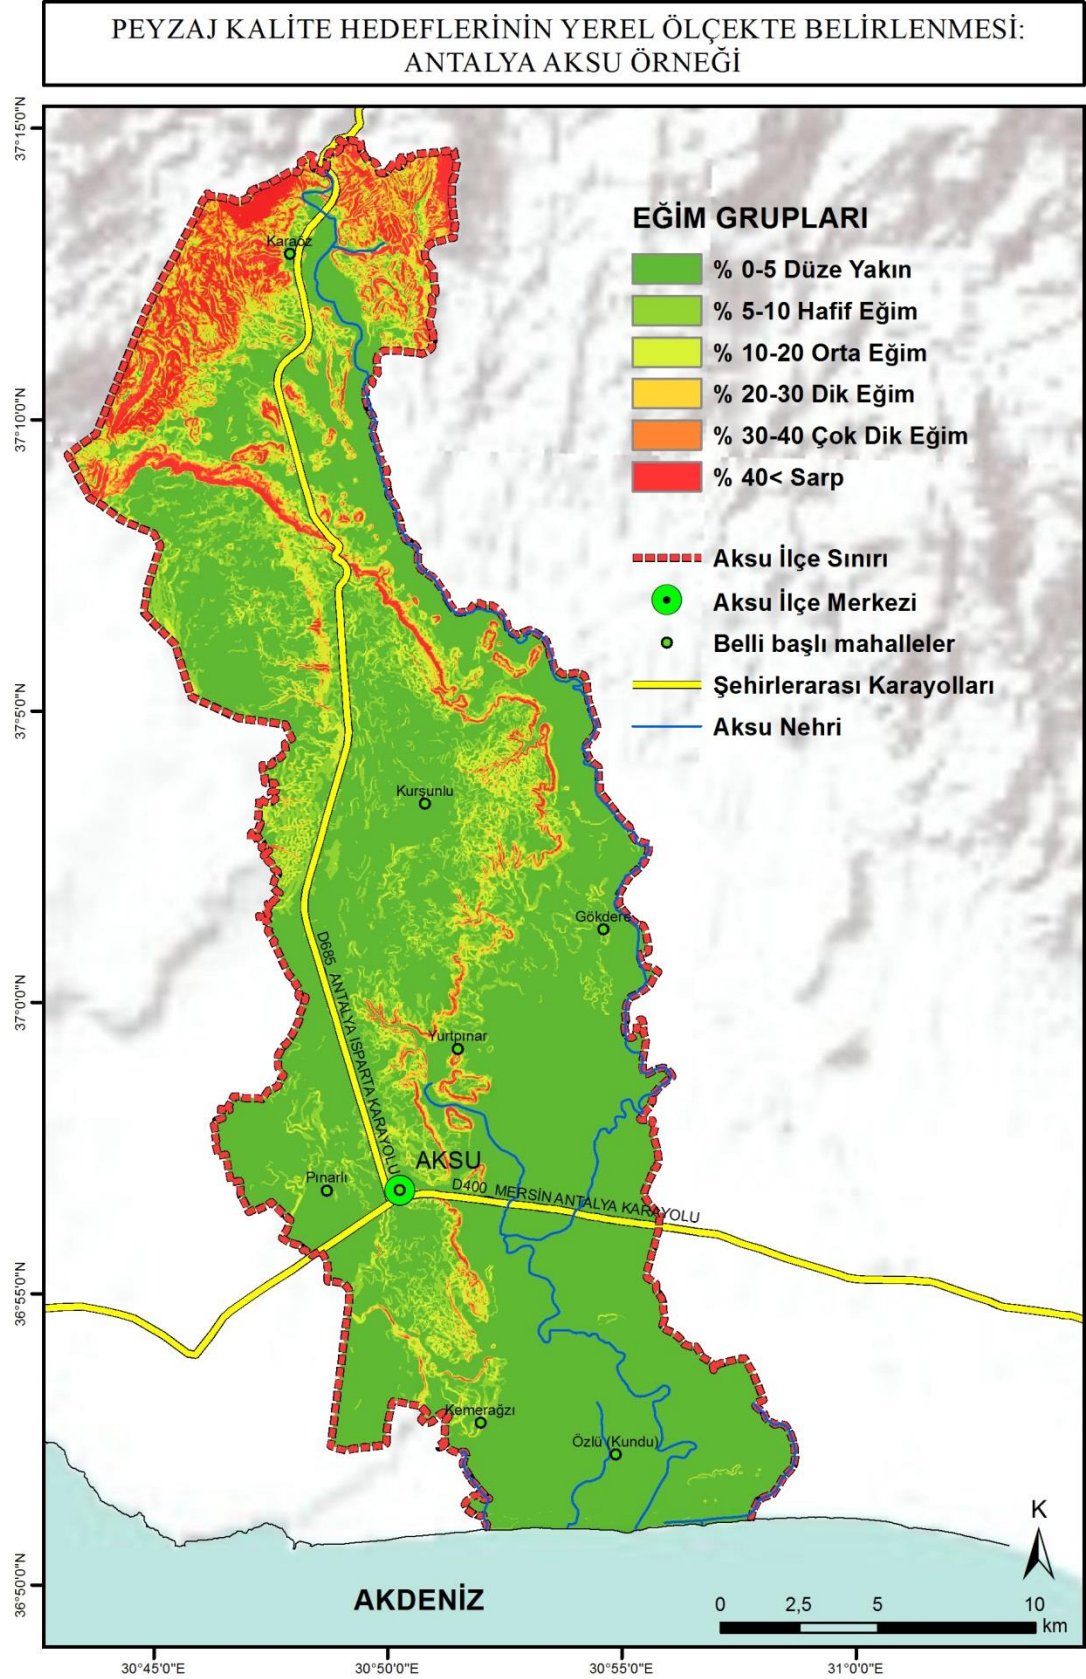 PEYZAJ KALİTE HEDEFLERİNİN YEREL ÖLÇEKTE BELİRLENMESİ:
ANTALYA AKSU ÖRNEĞİ
37°15'0"N
37°10'0"N
37°5'0"N
37°0'0"N
36°55'0"N
36°50'0"N
EĞİM GRUPLARI
% 0-5 Düze Yakın
% 5-10 Hafif Eğim
% 10-20 Orta Eğim
% 20-30 Dik Eğim
% 30-40 Çok Dik Eğim
% 40< Sarp
Aksu İlçe Sınırı
Aksu İlçe Merkezi
Belli başlı mahalleler
Şehirlerarası Karayolları
Aksu Nehri
Karaöz
Kurşunlu
Gökdere
D685 ANTALYA ISPARTA KARAYOLU
Yurtpınar
AKSU
Pınarlı
D400 MERSİN ANTALYA KARAYOLU
Kemerağzı
Özlü (Kundu)
K
AKDENİZ
0 2,5 5 10
km
30°45'0"E 30°50'0"E 30°55'0"E 31°0'0"E